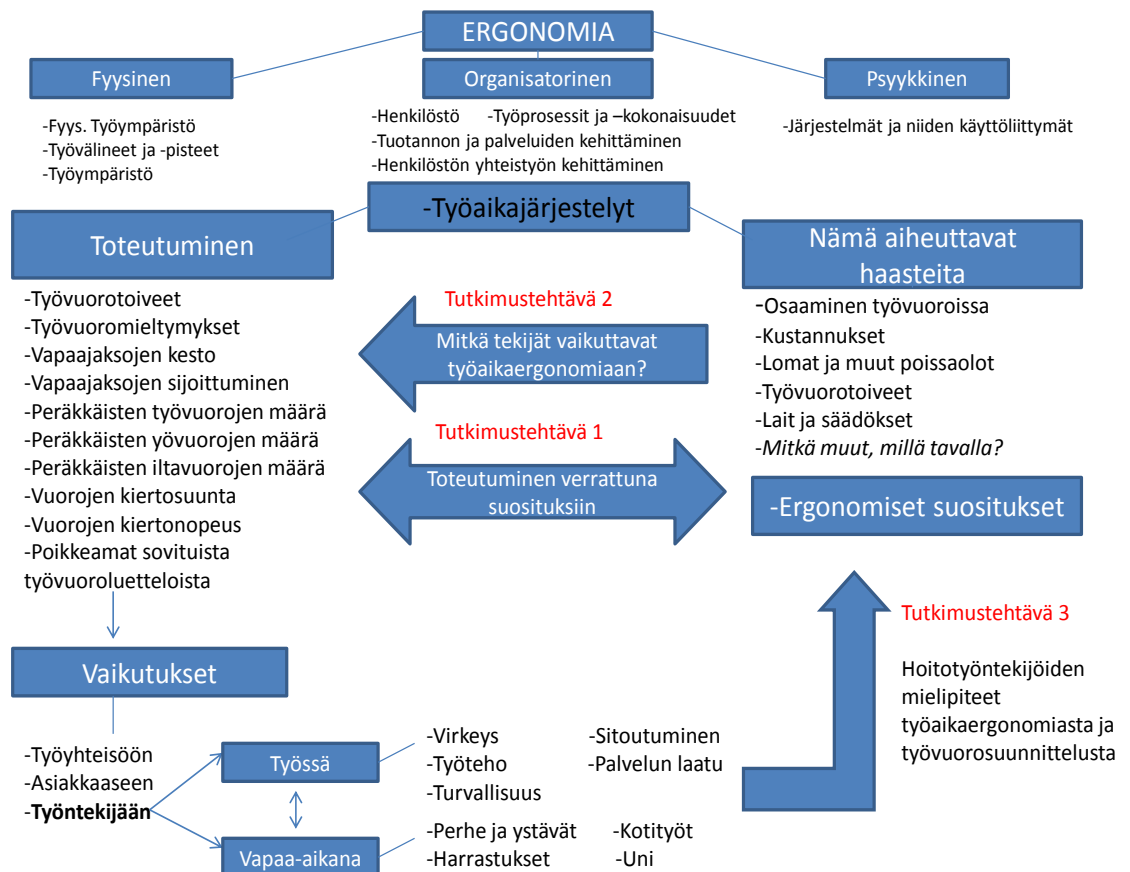 ERGONOMIA
Fyysinen
Organisatorinen
Psyykkinen
-Fyys. Työympäristö
-Työvälineet ja -pisteet
-Työympäristö
-Henkilöstö -Työprosessit ja –kokonaisuudet
-Tuotannon ja palveluiden kehittäminen
-Henkilöstön yhteistyön kehittäminen
-Järjestelmät ja niiden käyttöliittymät
-Työaikajärjestelyt
Toteutuminen
-Työvuorotoiveet
-Työvuoromieltymykset
-Vapaajaksojen kesto
-Vapaajaksojen sijoittuminen
-Peräkkäisten työvuorojen määrä
-Peräkkäisten yövuorojen määrä
-Peräkkäisten iltavuorojen määrä
-Vuorojen kiertosuunta
-Vuorojen kiertonopeus
-Poikkeamat sovituista
työvuoroluetteloista
Tutkimustehtävä 2
Mitkä tekijät vaikuttavat
työaikaergonomiaan?
Tutkimustehtävä 1
Toteutuminen verrattuna
suosituksiin
Nämä aiheuttavat
haasteita
-Osaaminen työvuoroissa
-Kustannukset
-Lomat ja muut poissaolot
-Työvuorotoiveet
-Lait ja säädökset
-Mitkä muut, millä tavalla?
-Ergonomiset suositukset
Tutkimustehtävä 3
Hoitotyöntekijöiden
mielipiteet
työaikaergonomiasta ja
työvuorosuunnittelusta
Vaikutukset
-Työyhteisöön
-Asiakkaaseen
-Työntekijään
Työssä
-Virkeys -Sitoutuminen
-Työteho -Palvelun laatu
-Turvallisuus
Vapaa-aikana
-Perhe ja ystävät -Kotityöt
-Harrastukset -Uni